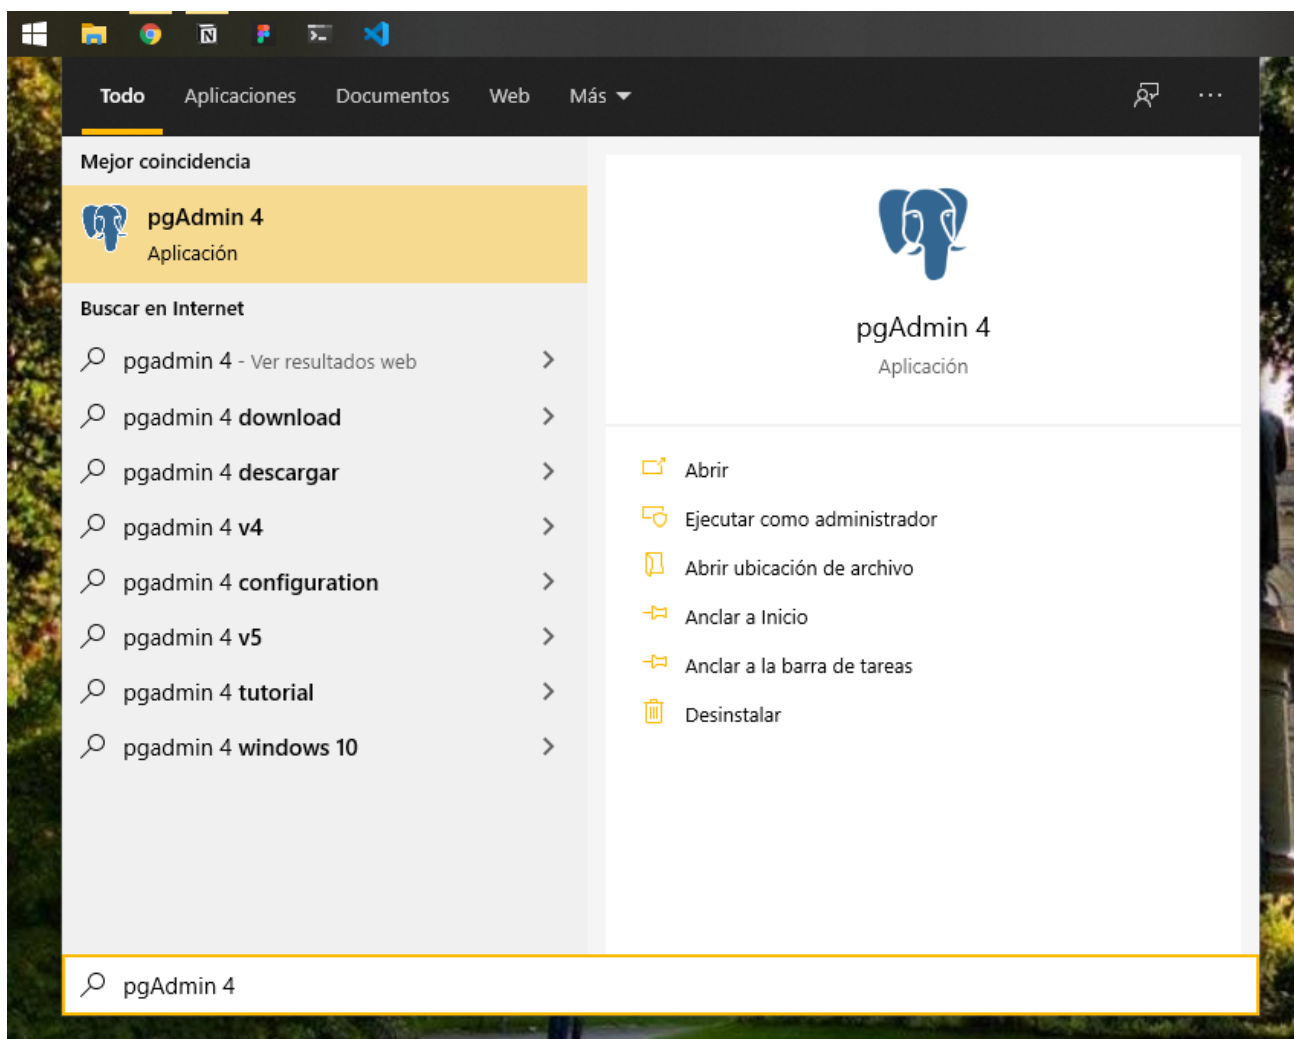 Todo Aplicaciones Documentos Web Más
Mejor coincidencia
pgAdmin 4
Aplicación
Buscar en Internet
pgadmin 4 - Ver resultados web
pgadmin 4 download
pgadmin 4 descargar
pgadmin 4 v4
pgadmin 4 configuration
pgadmin 4 v5
pgadmin 4 tutorial
pgadmin 4 windows 10
pgAdmin 4
Aplicación
Abrir
Ejecutar como administrador
Abrir ubicación de archivo
Anclar a Inicio
Anclar a la barra de tareas
Desinstalar
pgAdmin 4